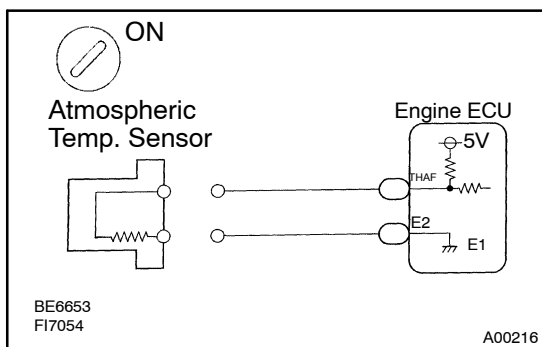 ON
Atmospheric
Temp. Sensor
Engine ECU
5V
THAF
E2
E1
BE6653
FI7054
A00216